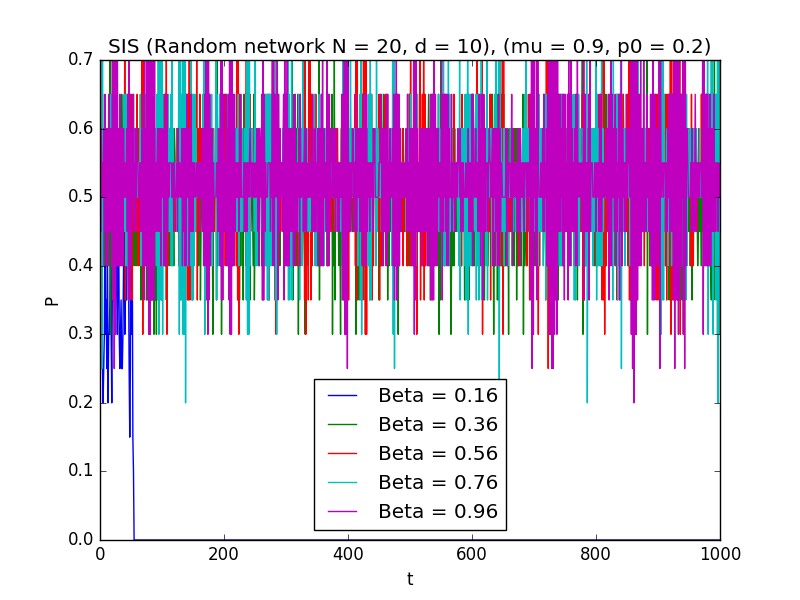 SIS (Random network N = 20, d = 10), (mu = 0.9, p0 = 0.2)
0.7
0.6
0.5
0.4
0.3
0.2
0.1
0.0
P
Beta = 0.16
Beta = 0.36
Beta = 0.56
Beta = 0.76
Beta = 0.96
0 200 400 600 800 1000
t